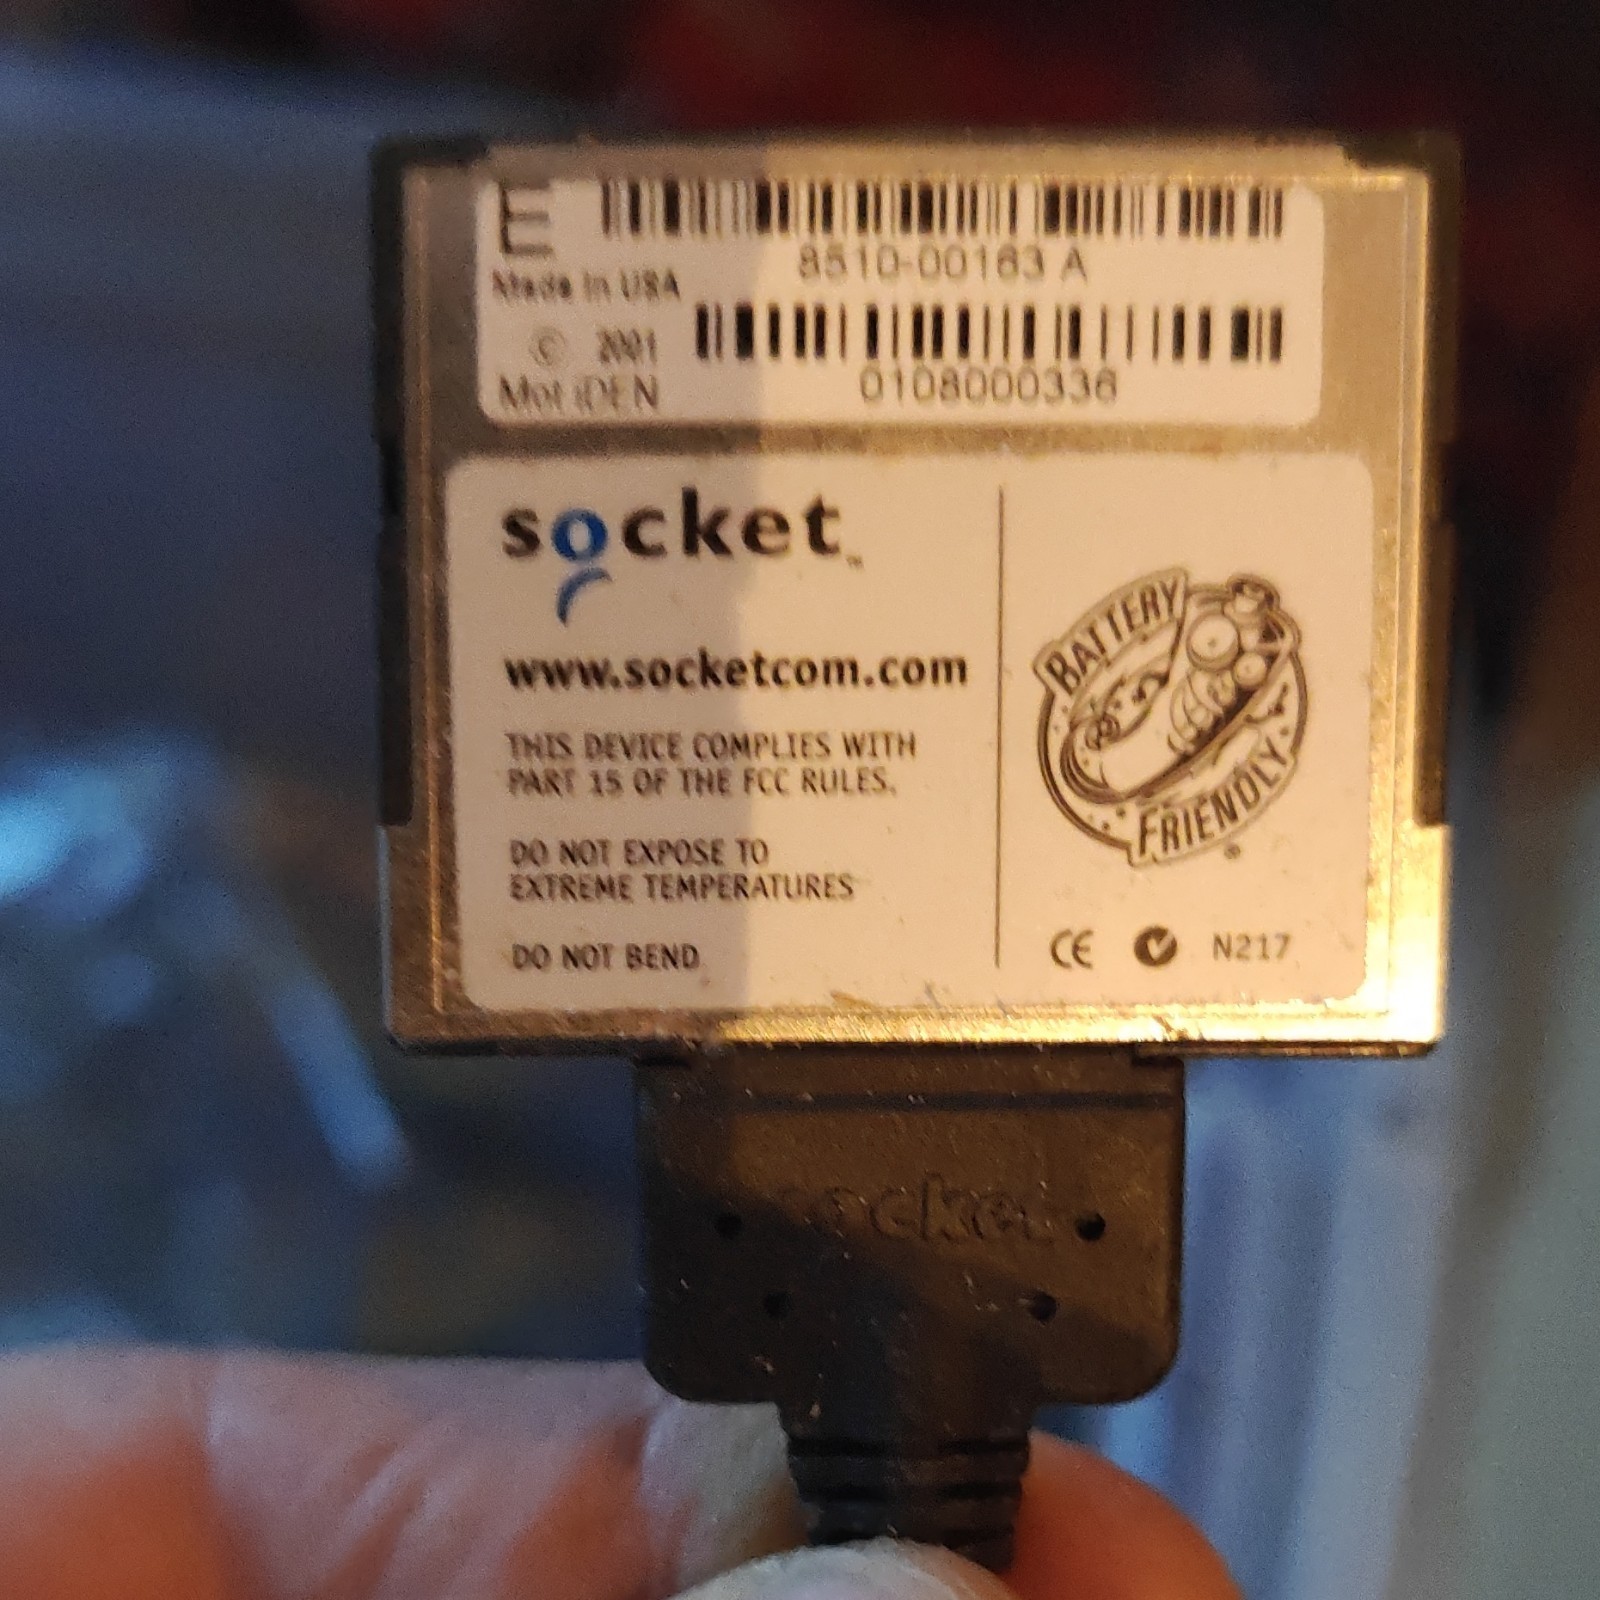 E
8510-00163 A
Made in USA
© 2001
Mot iDEN
0108000336
socket™
www.socketcom.com
THIS DEVICE COMPLIES WITH
PART 15 OF THE FCC RULES.
DO NOT EXPOSE TO
EXTREME TEMPERATURES
DO NOT BEND
BATTERY
FRIENDLY®
CE N217
socket